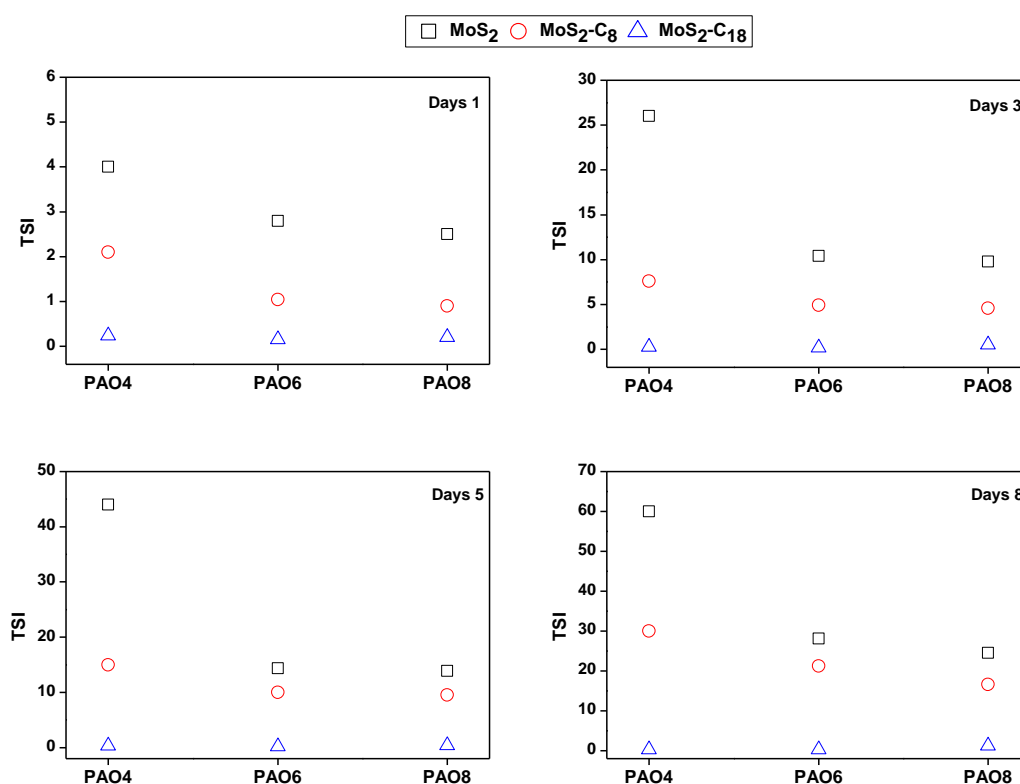 MoS2 MoS2-C8 MoS2-C18
6
5
4
3
2
1
0
TSI
Days 1
PAO4 PAO6 PAO8
30
25
20
15
10
5
0
TSI
Days 3
PAO4 PAO6 PAO8
50
40
30
20
10
0
TSI
Days 5
PAO4 PAO6 PAO8
70
60
50
40
30
20
10
0
TSI
Days 8
PAO4 PAO6 PAO8